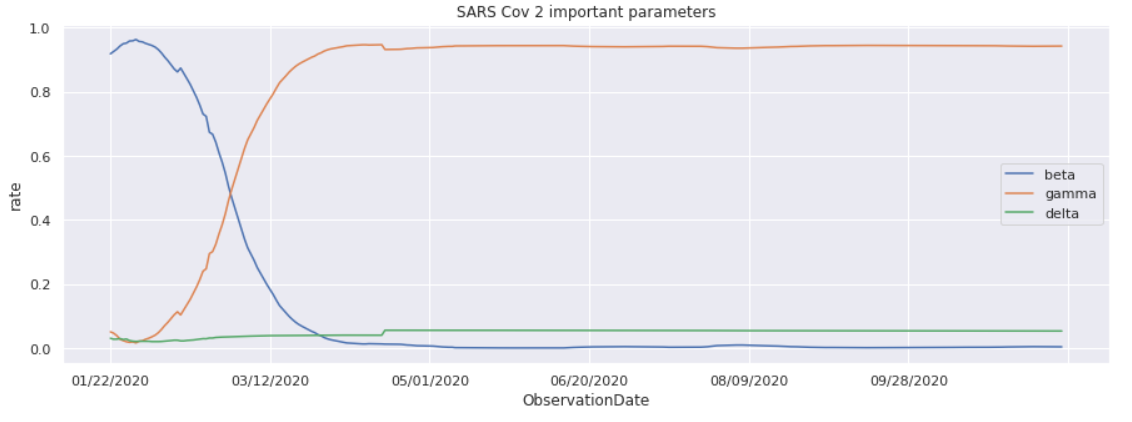 SARS Cov 2 important parameters
1.0
0.8
0.6
0.4
0.2
0.0
rate
beta
gamma
delta
01/22/2020 03/12/2020 05/01/2020 06/20/2020 08/09/2020 09/28/2020
ObservationDate